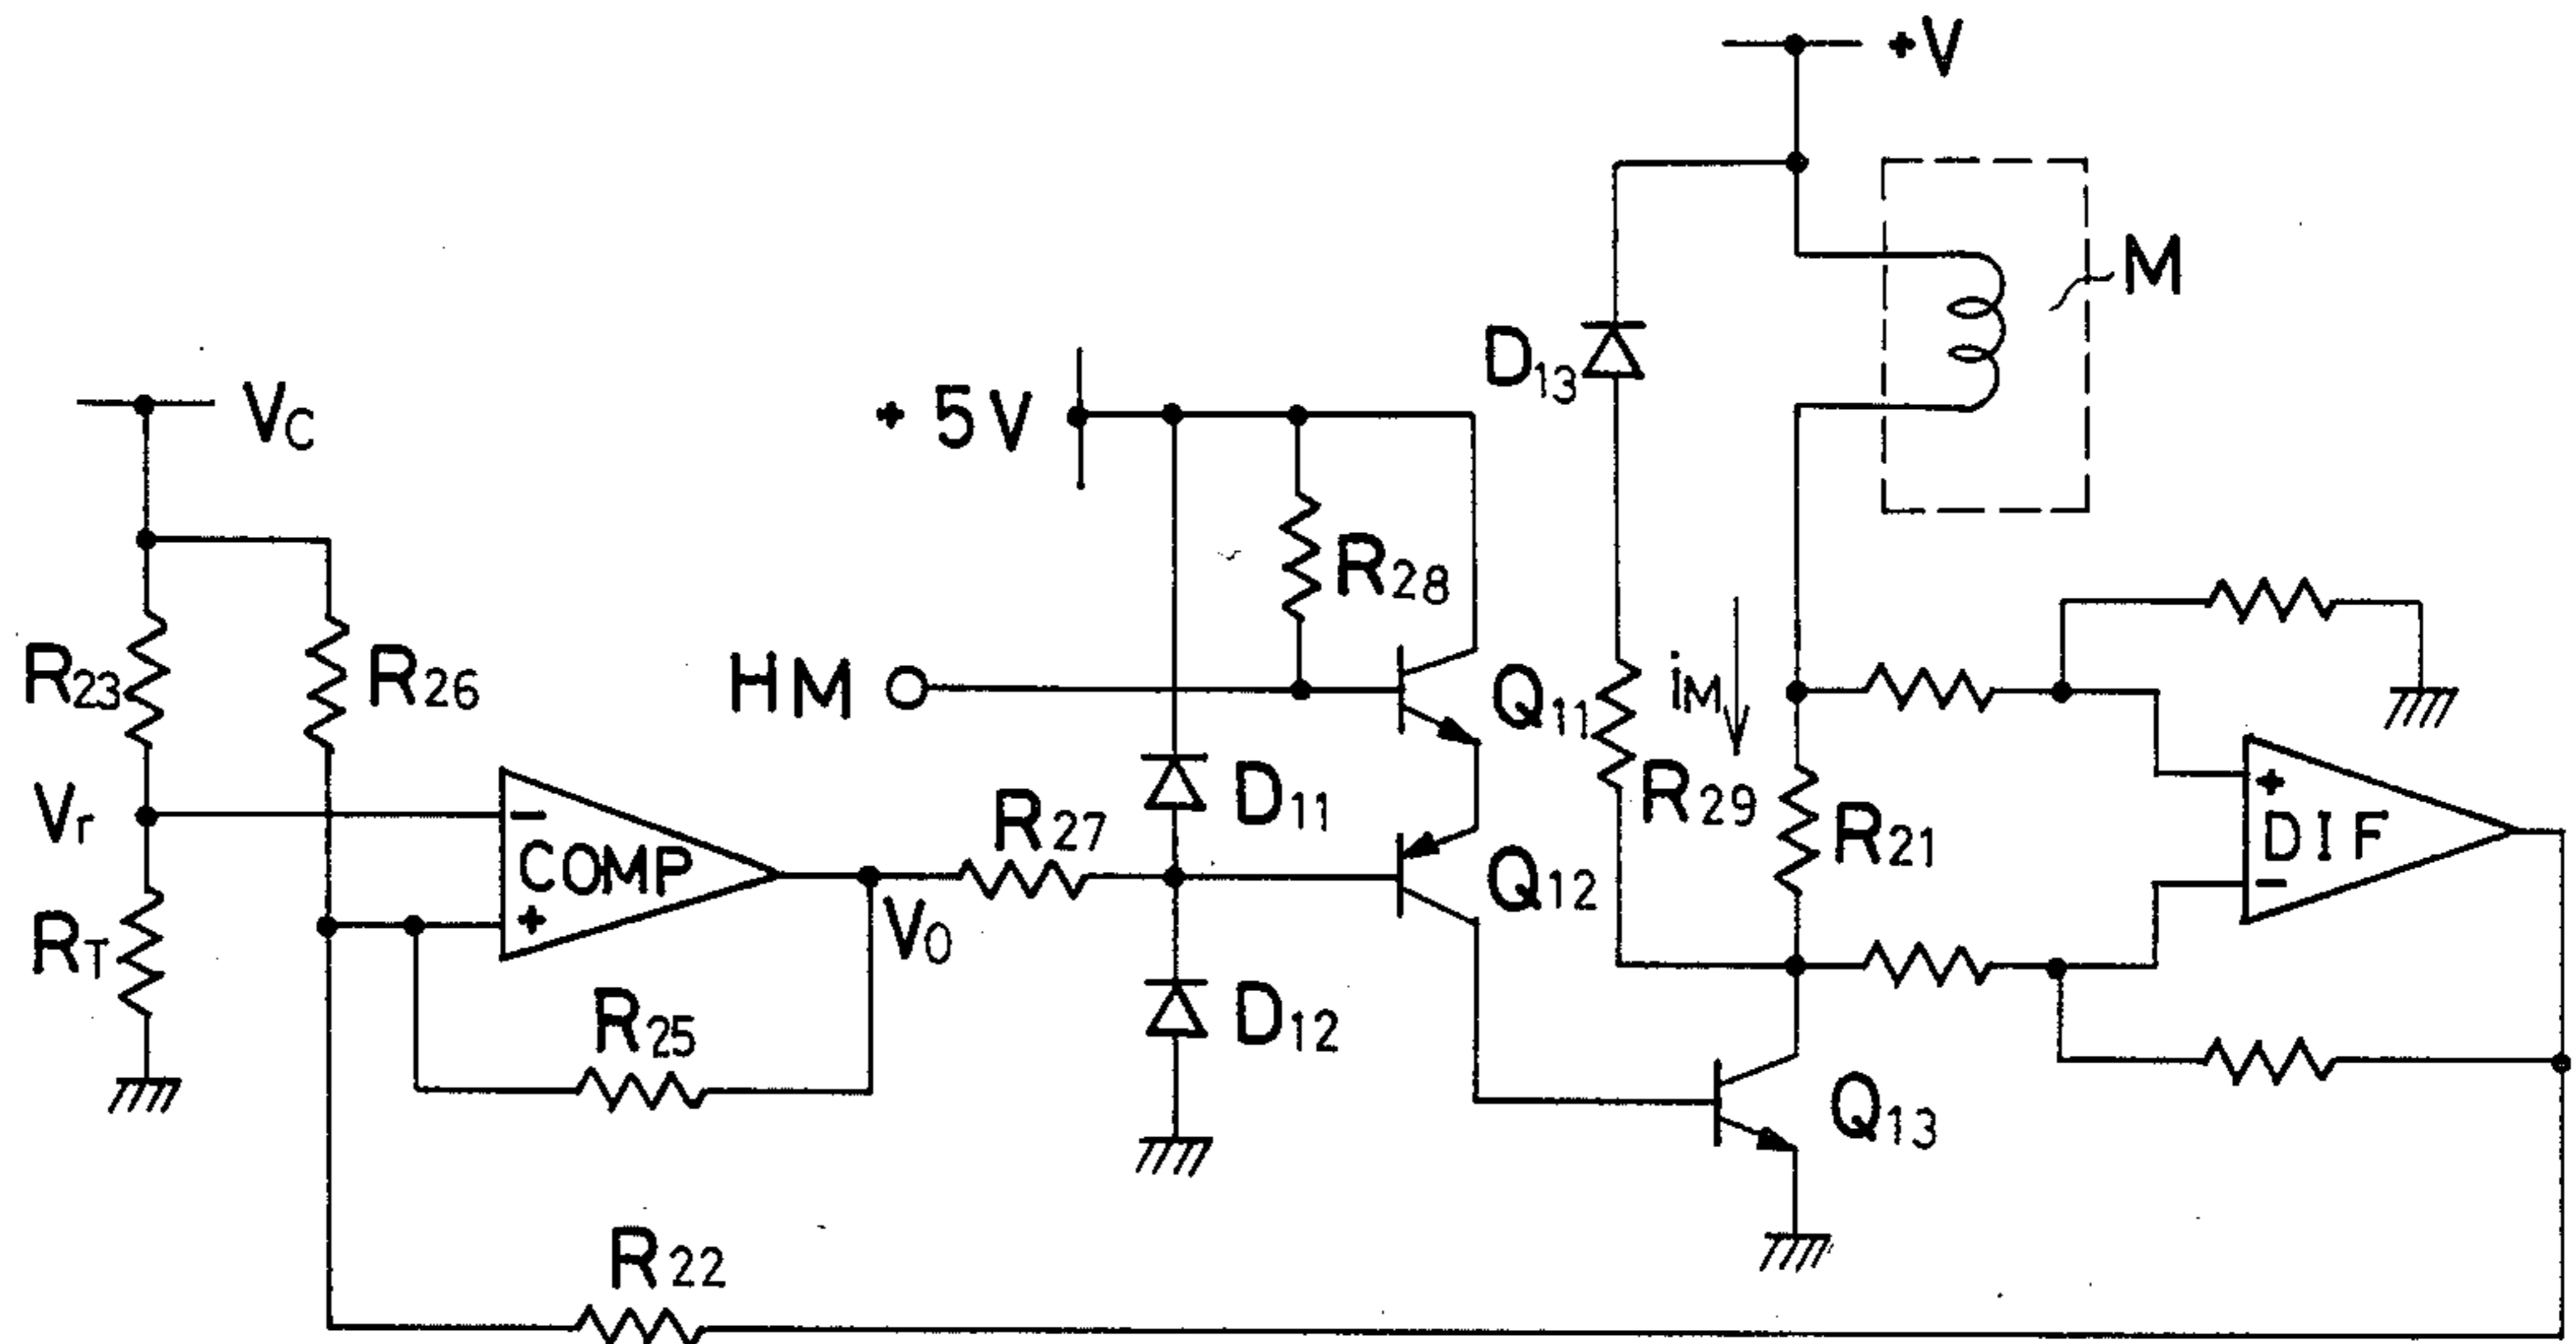 +V
M
D13
VC
+ 5V
R28
R23
R26
HM
Q11
iM
R29
R21
+
DIF
−
Vr
−
COMP
+
R27
D11
Q12
VO
RT
R25
D12
Q13
R22